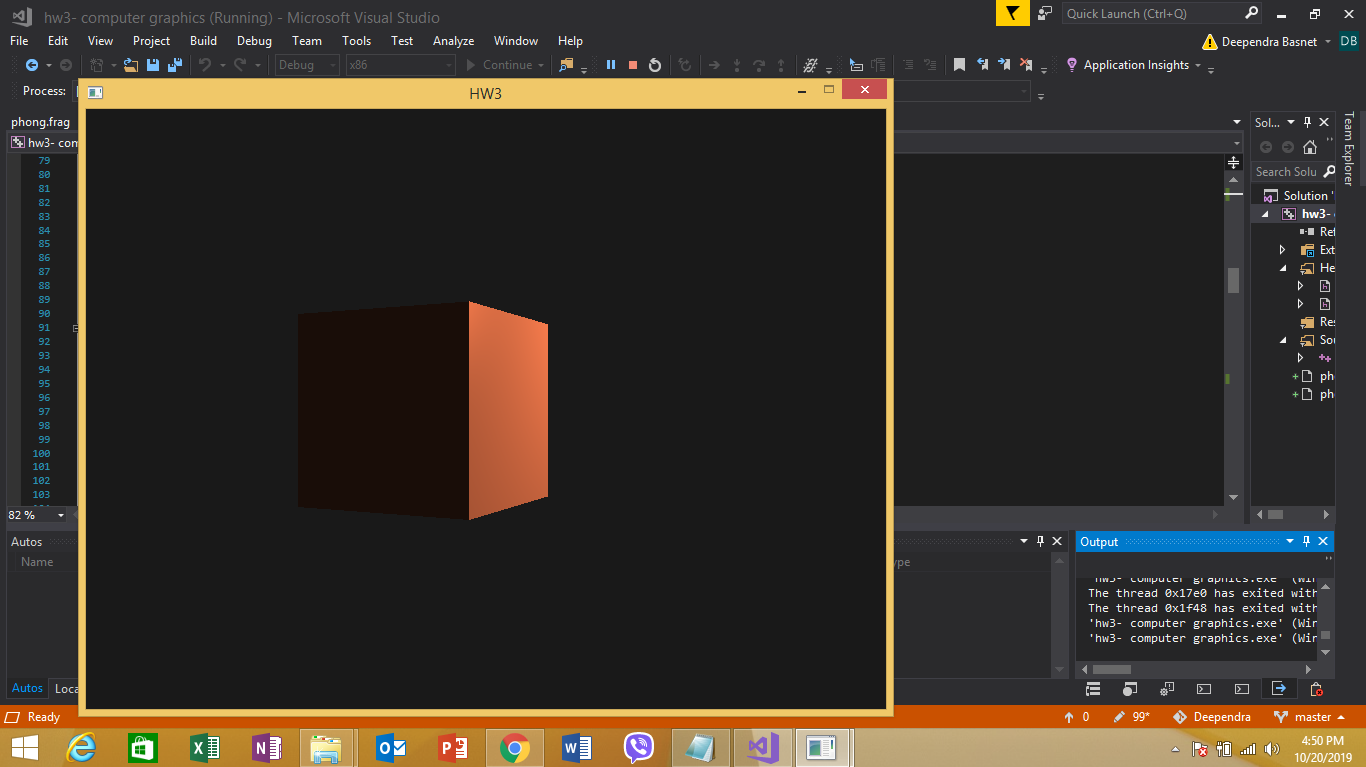 hw3- computer graphics (Running) - Microsoft Visual Studio
Quick Launch (Ctrl+Q)
File Edit View Project Build Debug Team Tools Test Analyze Window Help
Deependra Basnet DB
Debug x86 Continue Application Insights
Process:
HW3
phong.frag
Sol...
Team Explorer
hw3- com
79
80
81
82
83
84
85
86
87
88
89
90
91
92
93
94
95
96
97
98
99
100
101
102
103
Search Solu
Solution '
hw3-
Ref
Ext
He
Res
Sou
pho
pho
82 %
Autos
Name
ype
Output
'hw3- computer graphics.exe' (Win
The thread 0x17e0 has exited with
The thread 0x1f48 has exited with
'hw3- computer graphics.exe' (Win
'hw3- computer graphics.exe' (Win
Autos Loca
Ready
0 99* Deependra master
4:50 PM
10/20/2019